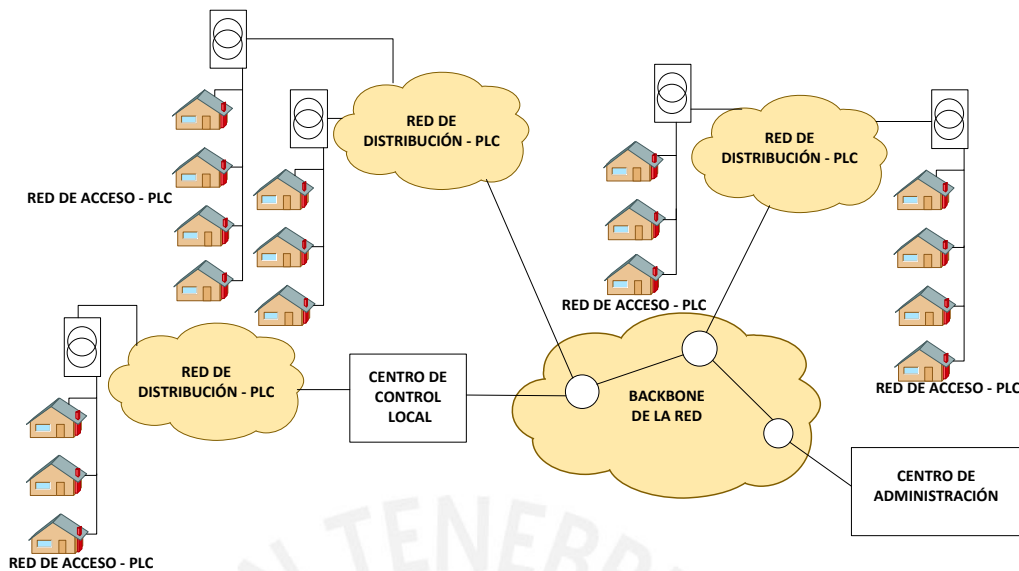 RED DE
DISTRIBUCIÓN - PLC
RED DE
DISTRIBUCIÓN - PLC
RED DE ACCESO - PLC
RED DE ACCESO - PLC
RED DE
DISTRIBUCIÓN - PLC
CENTRO DE
CONTROL
LOCAL
BACKBONE
DE LA RED
RED DE ACCESO - PLC
CENTRO DE
ADMINISTRACIÓN
RED DE ACCESO - PLC
TENEBR